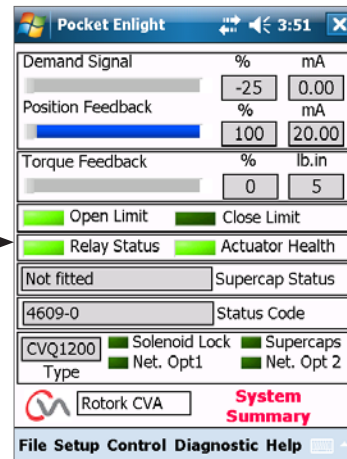 Pocket Enlight 3:51
Demand Signal % mA
-25 0.00
Position Feedback % mA
100 20.00
Torque Feedback % lb.in
0 5
Open Limit Close Limit
Relay Status Actuator Health
Not fitted Supercap Status
4609-0 Status Code
CVQ1200 Solenoid Lock Supercaps
Type Net. Opt1 Net. Opt 2
Rotork CVA System
Summary
File Setup Control Diagnostic Help